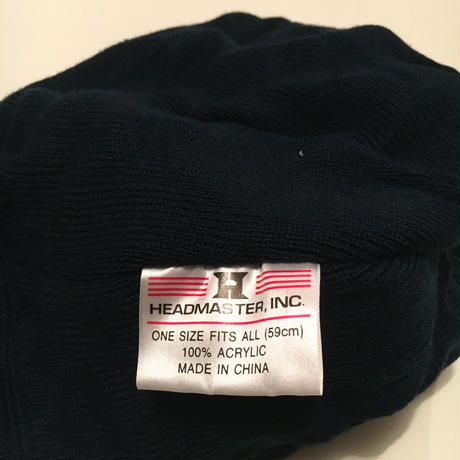 H
HEADMASTER, INC.
ONE SIZE FITS ALL (59cm)
100% ACRYLIC
MADE IN CHINA